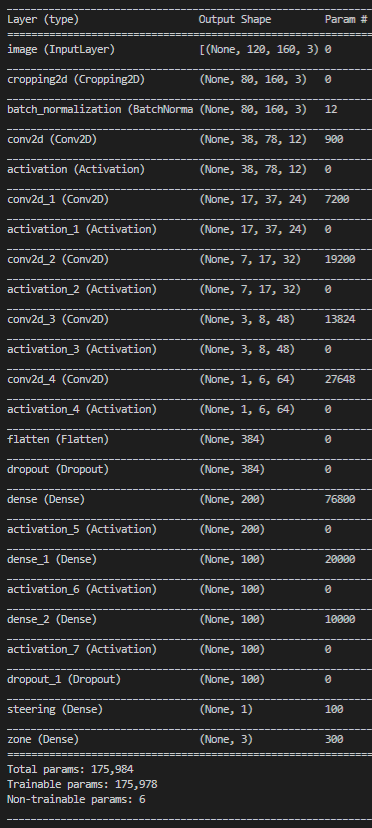 Layer (type) Output Shape Param #
image (InputLayer) [(None, 120, 160, 3) 0
cropping2d (Cropping2D) (None, 80, 160, 3) 0
batch_normalization (BatchNorma (None, 80, 160, 3) 12
conv2d (Conv2D) (None, 38, 78, 12) 900
activation (Activation) (None, 38, 78, 12) 0
conv2d_1 (Conv2D) (None, 17, 37, 24) 7200
activation_1 (Activation) (None, 17, 37, 24) 0
conv2d_2 (Conv2D) (None, 7, 17, 32) 19200
activation_2 (Activation) (None, 7, 17, 32) 0
conv2d_3 (Conv2D) (None, 3, 8, 48) 13824
activation_3 (Activation) (None, 3, 8, 48) 0
conv2d_4 (Conv2D) (None, 1, 6, 64) 27648
activation_4 (Activation) (None, 1, 6, 64) 0
flatten (Flatten) (None, 384) 0
dropout (Dropout) (None, 384) 0
dense (Dense) (None, 200) 76800
activation_5 (Activation) (None, 200) 0
dense_1 (Dense) (None, 100) 20000
activation_6 (Activation) (None, 100) 0
dense_2 (Dense) (None, 100) 10000
activation_7 (Activation) (None, 100) 0
dropout_1 (Dropout) (None, 100) 0
steering (Dense) (None, 1) 100
zone (Dense) (None, 3) 300
Total params: 175,984
Trainable params: 175,978
Non-trainable params: 6